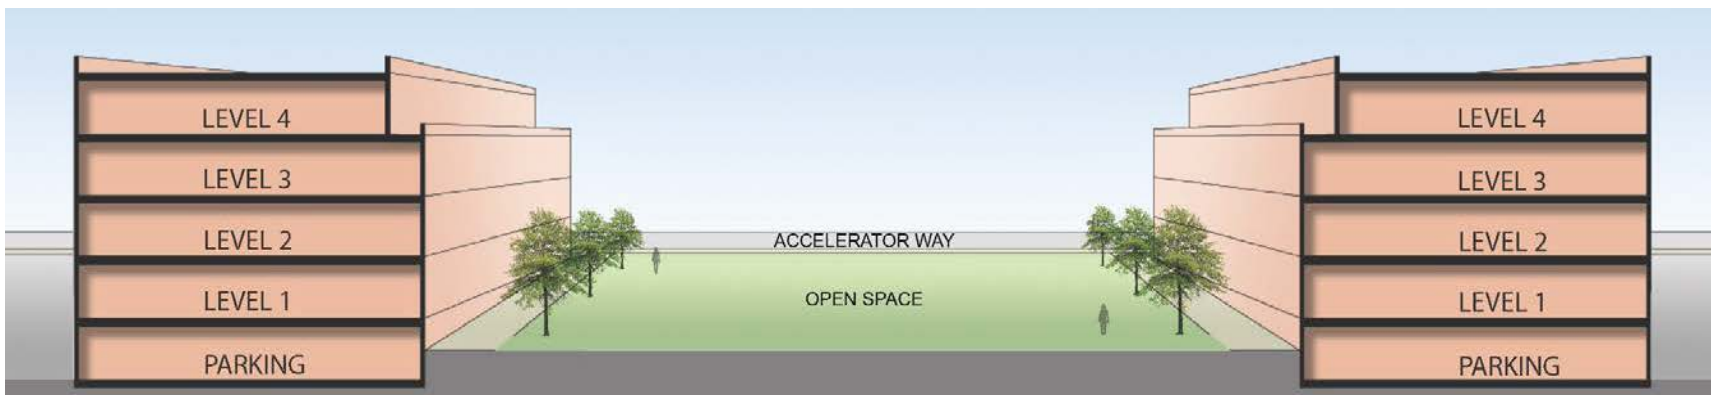 LEVEL 4
LEVEL 3
LEVEL 2
LEVEL 1
PARKING
ACCELERATOR WAY
OPEN SPACE
LEVEL 4
LEVEL 3
LEVEL 2
LEVEL 1
PARKING